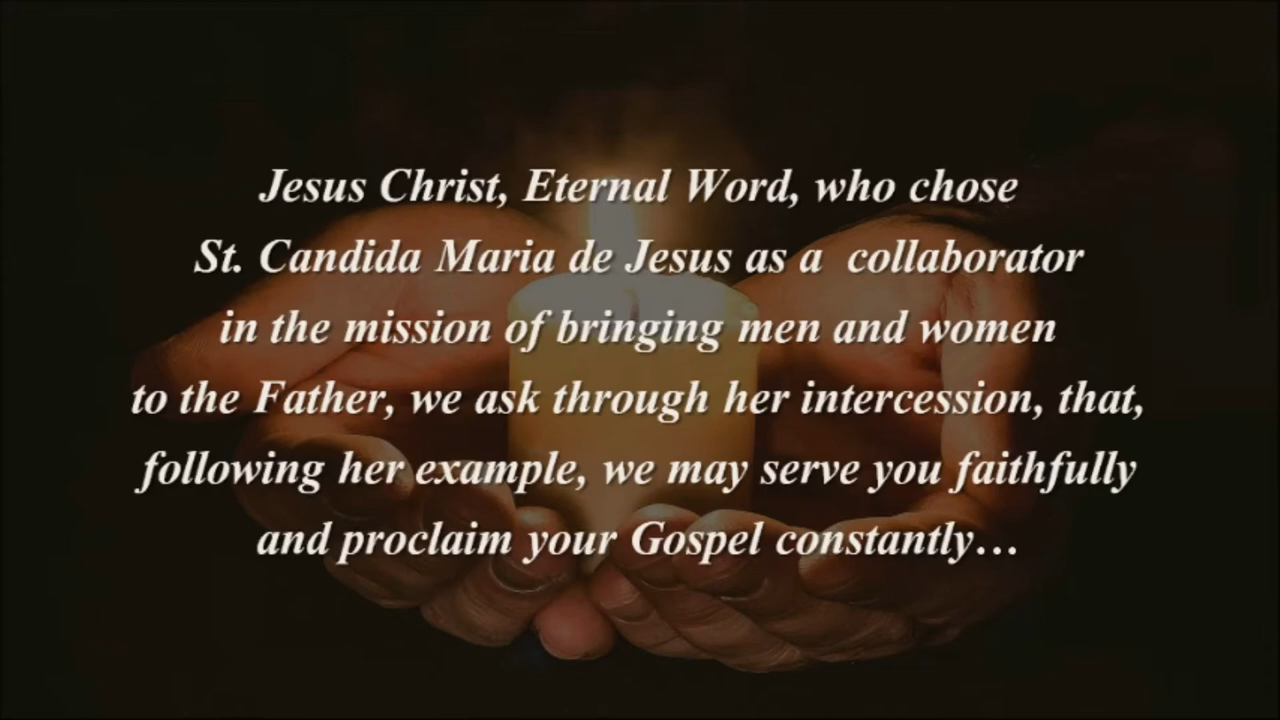 Jesus Christ, Eternal Word, who chose
St. Candida Maria de Jesus as a  collaborator
in the mission of bringing men and women
to the Father, we ask through her intercession, that,
following her example, we may serve you faithfully
and proclaim your Gospel constantly…